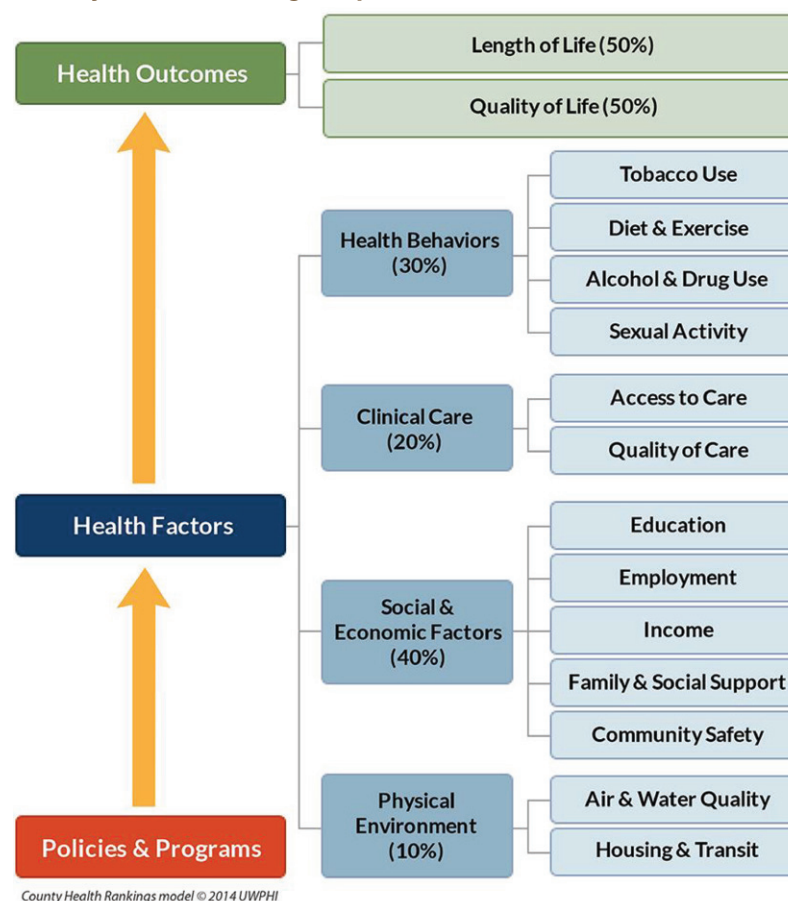 Health Outcomes
Length of Life (50%)
Quality of Life (50%)
Health Behaviors
(30%)
Tobacco Use
Diet & Exercise
Alcohol & Drug Use
Sexual Activity
Clinical Care
(20%)
Access to Care
Quality of Care
Health Factors
Social &
Economic Factors
(40%)
Education
Employment
Income
Family & Social Support
Community Safety
Physical
Environment
(10%)
Air & Water Quality
Housing & Transit
Policies & Programs
County Health Rankings model © 2014 UWPHI